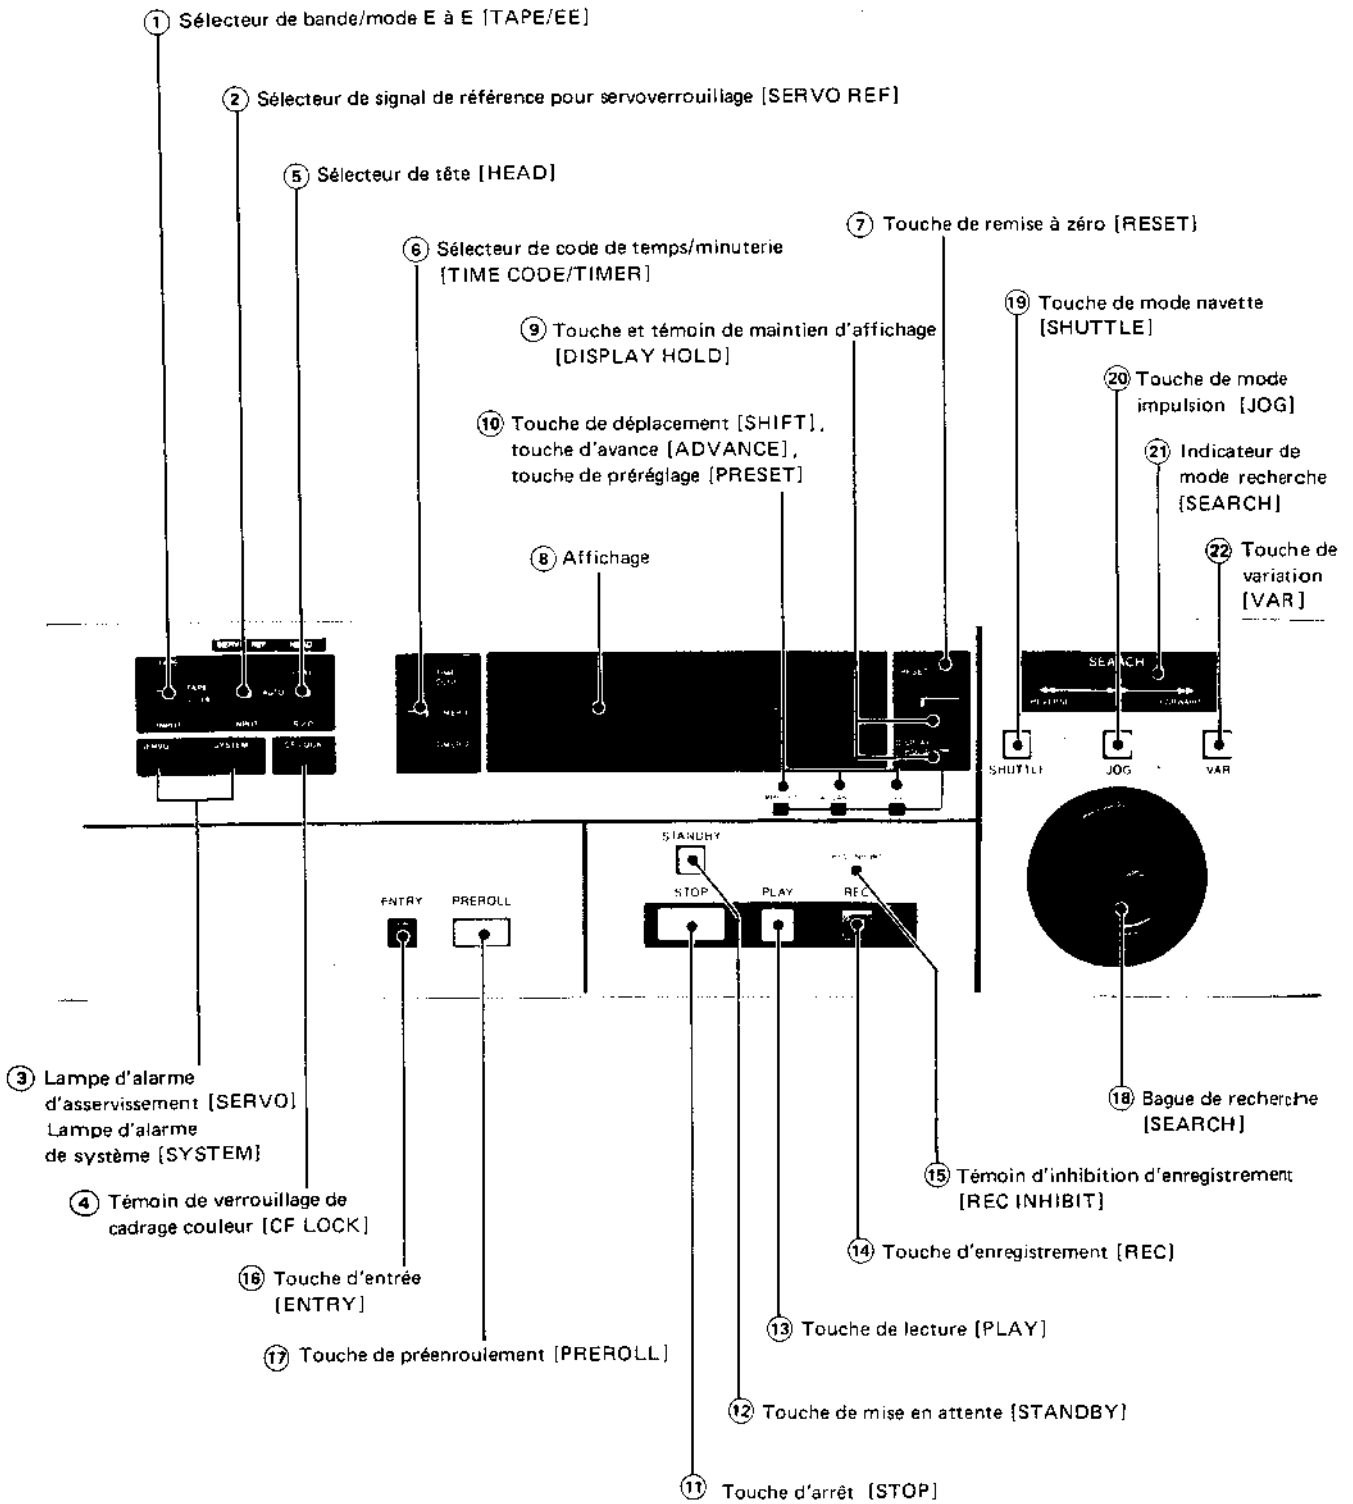 1 Sélecteur de bande/mode E à E [TAPE/EE]
2 Sélecteur de signal de référence pour servoverrouillage [SERVO REF]
5 Sélecteur de tête [HEAD]
7 Touche de remise à zéro [RESET]
6 Sélecteur de code de temps/minuterie
[TIME CODE/TIMER]
19 Touche de mode navette
[SHUTTLE]
9 Touche et témoin de maintien d'affichage
[DISPLAY HOLD]
20 Touche de mode
impulsion [JOG]
10 Touche de déplacement [SHIFT],
touche d'avance [ADVANCE],
touche de préréglage [PRESET]
21 Indicateur de
mode recherche
[SEARCH]
8 Affichage
22 Touche de
variation
[VAR]
HEAD
TAPE
AUTO
INPUT
INPUT
SERVO
SYSTEM
CF LOCK
TIME
RESET
DISPLAY
SEARCH
REVERSE
FORWARD
SHUTTLE
JOG
VAR
STANDBY
STOP
PLAY
REC
ENTRY
PREROLL
3 Lampe d'alarme
d'asservissement [SERVO]
Lampe d'alarme
de système [SYSTEM]
18 Bague de recherche
[SEARCH]
15 Témoin d'inhibition d'enregistrement
[REC INHIBIT]
4 Témoin de verrouillage de
cadrage couleur [CF LOCK]
14 Touche d'enregistrement [REC]
16 Touche d'entrée
[ENTRY]
13 Touche de lecture [PLAY]
17 Touche de préenroulement [PREROLL]
12 Touche de mise en attente [STANDBY]
11 Touche d'arrêt [STOP]